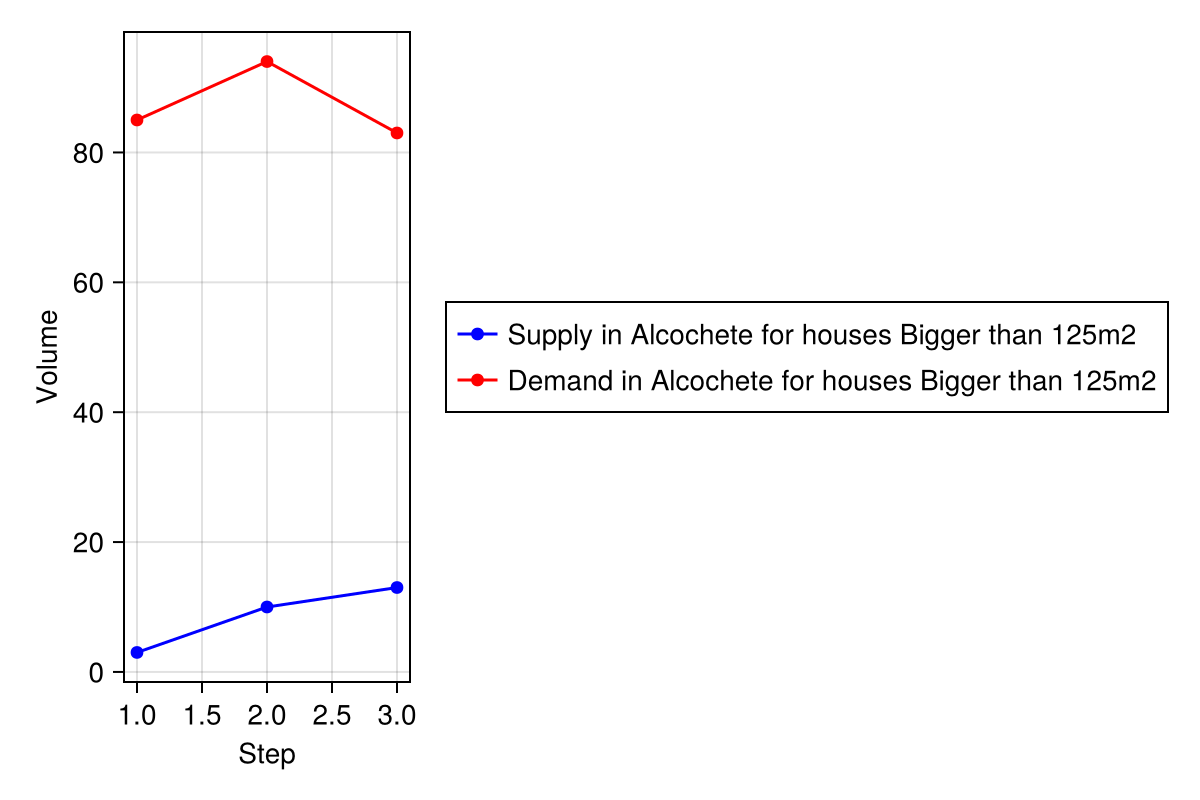 80
60
40
20
0
Volume
1.0 1.5 2.0 2.5 3.0
Step
Supply in Alcochete for houses Bigger than 125m2
Demand in Alcochete for houses Bigger than 125m2